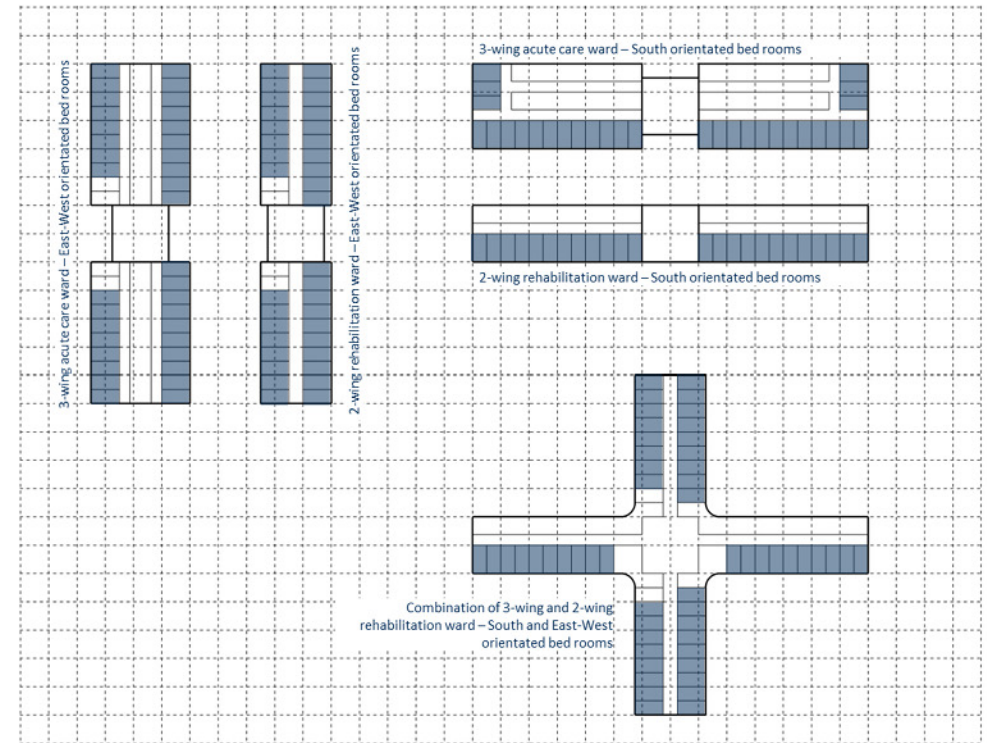 3-wing acute care ward – East-West orientated bed rooms
2-wing rehabilitation ward – East-West orientated bed rooms
3-wing acute care ward – South orientated bed rooms
2-wing rehabilitation ward – South orientated bed rooms
Combination of 3-wing and 2-wing
rehabilitation ward – South and East-West
orientated bed rooms